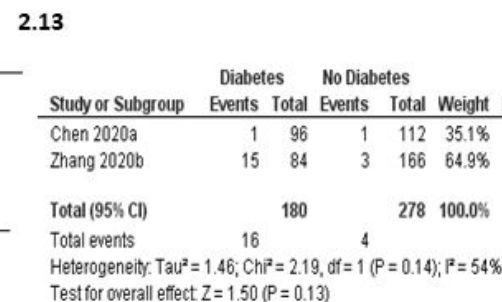 2.13
Diabetes No Diabetes
Study or Subgroup Events Total Events Total Weight
Chen 2020a 1 96 1 112 35.1%
Zhang 2020b 15 84 3 166 64.9%
Total (95% CI) 180 278 100.0%
Total events 16 4
Heterogeneity: Tau² = 1.46; Chi² = 2.19, df = 1 (P = 0.14); I² = 54%
Test for overall effect: Z = 1.50 (P = 0.13)